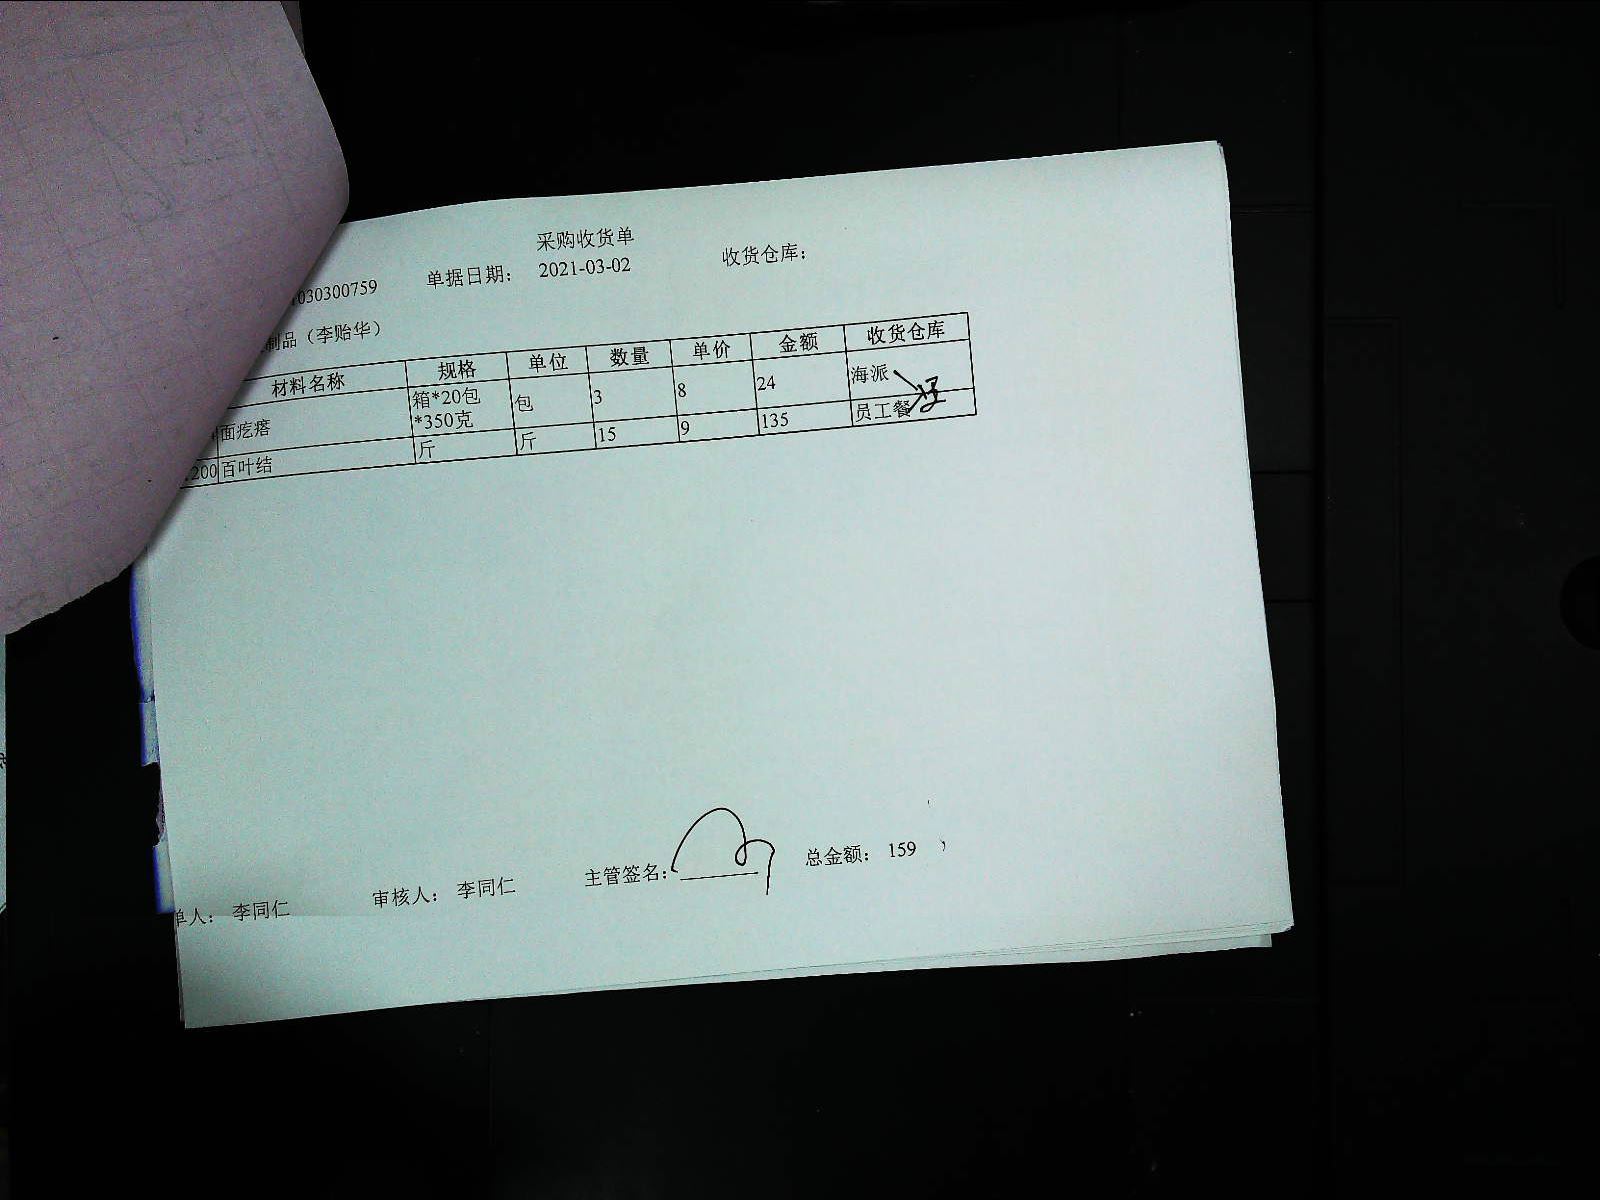 采购收货单
1030300759 单据日期： 2021-03-02 收货仓库：
制品（李贻华）
材料名称 规格 单位 数量 单价 金额 收货仓库
面疙瘩 箱*20包*350克 包 3 8 24 海派
200 百叶结 斤 斤 15 9 135 员工餐
单人： 李同仁 审核人： 李同仁 主管签名： 总金额： 159